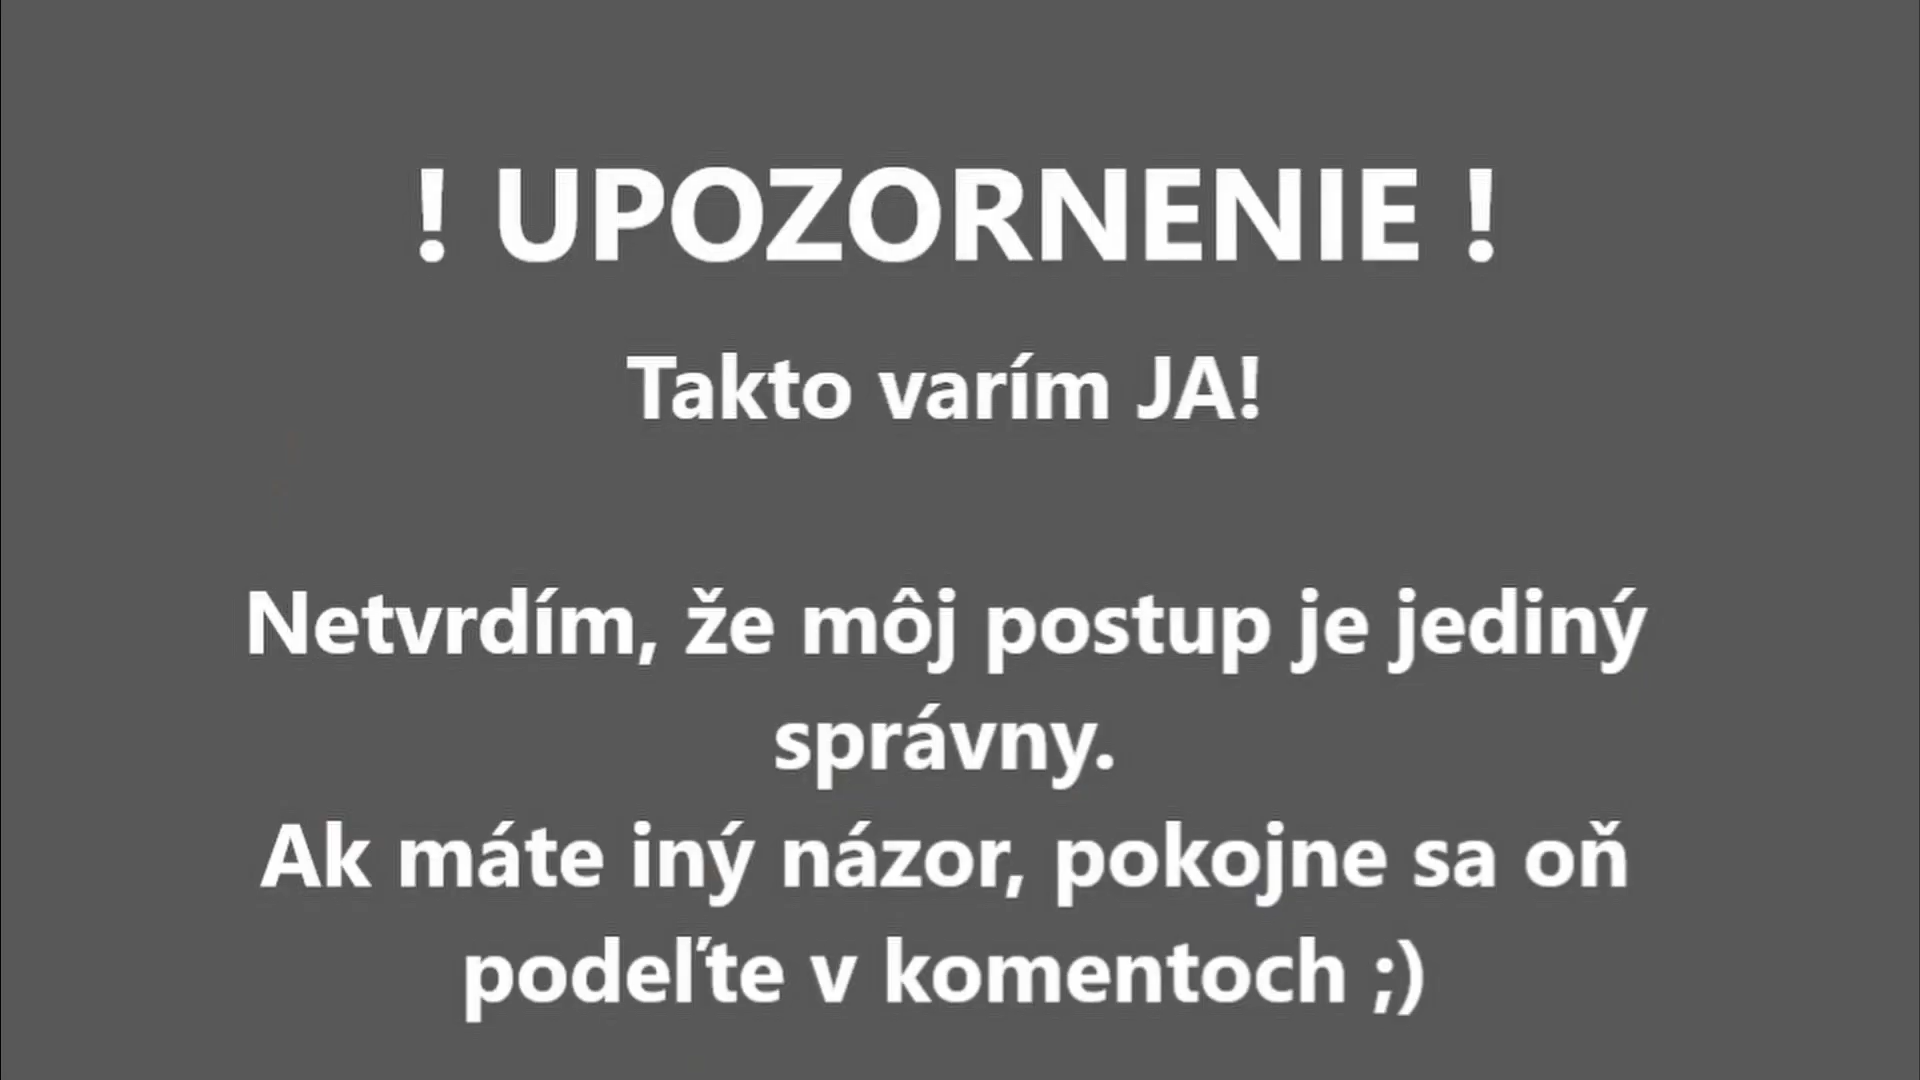 ! UPOZORNENIE !
Takto varím JA!
Netvrdím, že môj postup je jediný
správny.
Ak máte iný názor, pokojne sa oň
podeľte v komentoch ;)